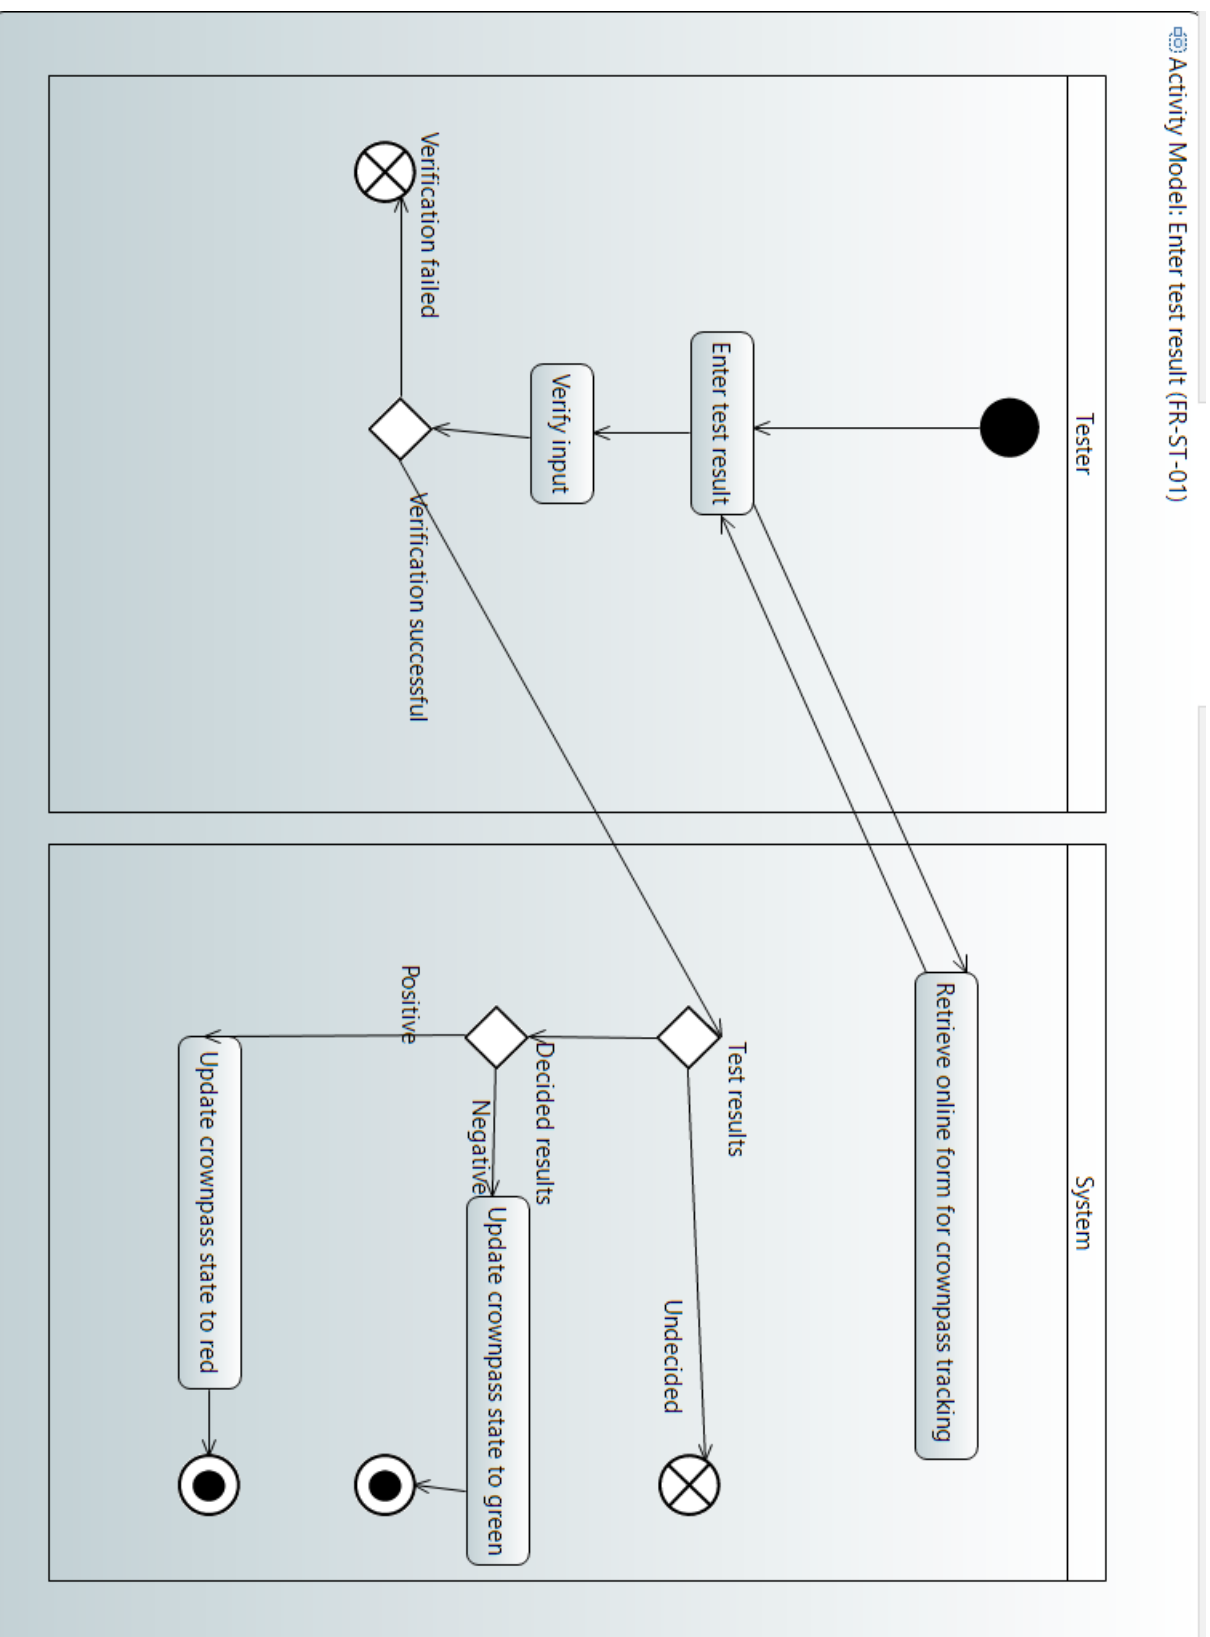 Activity Model: Enter test result (FR-ST-01)
Tester
System
Retrieve online form for crownpass tracking
Enter test result
Test results
Undecided
Verify input
Decided results
Verification failed
Verification successful
Negative
Update crownpass state to green
Positive
Update crownpass state to red